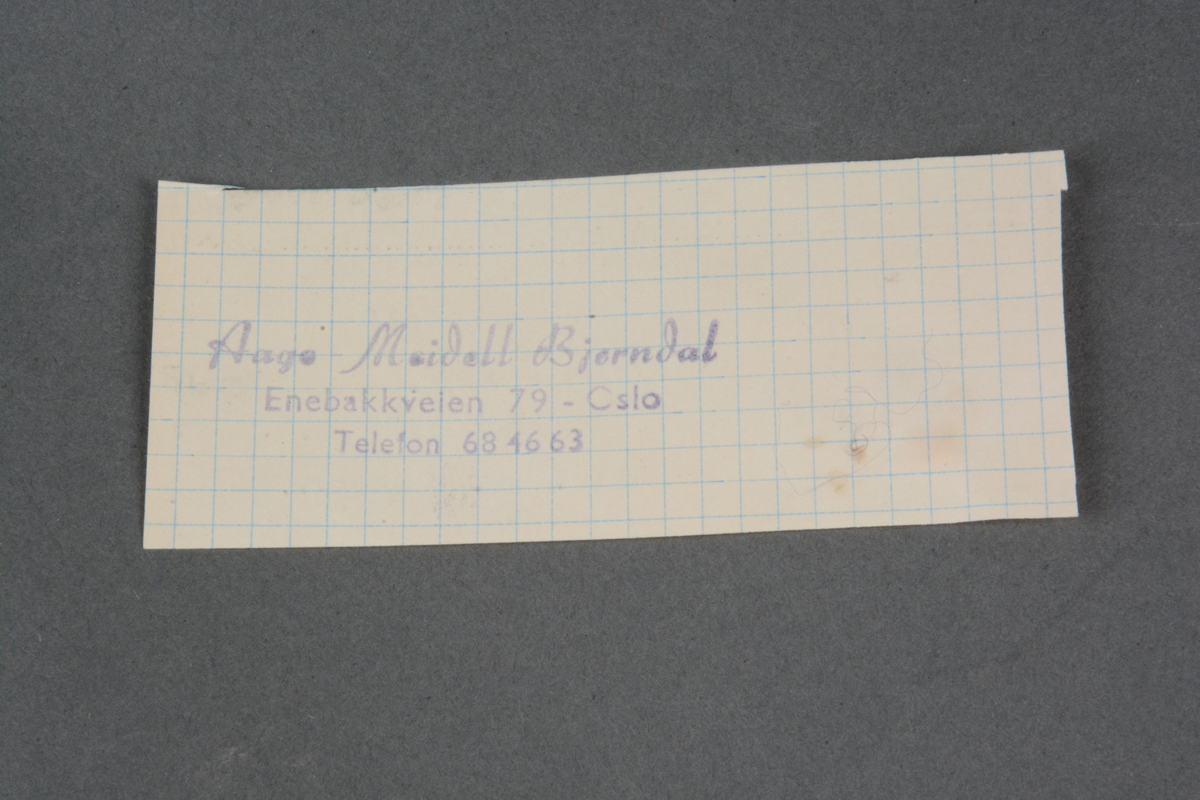 Aage Meidell Bjørndal
Enebakkveien 79 - Oslo
Telefon 68 46 63